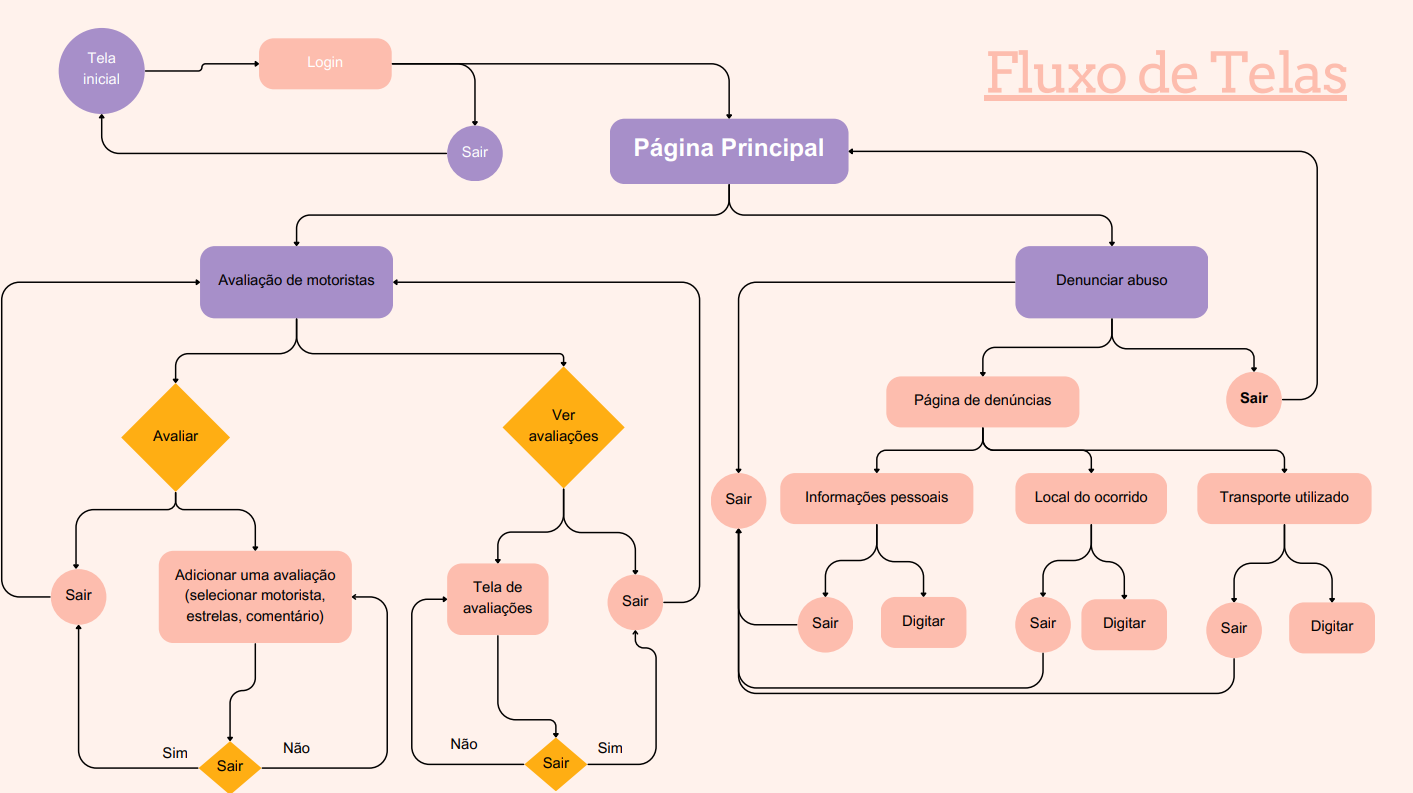 Fluxo de Telas
Tela
inicial
Login
Sair
Página Principal
Avaliação de motoristas
Denunciar abuso
Avaliar
Ver
avaliações
Página de denúncias
Sair
Sair
Informações pessoais
Local do ocorrido
Transporte utilizado
Sair
Adicionar uma avaliação
(selecionar motorista,
estrelas, comentário)
Tela de
avaliações
Sair
Sair
Digitar
Sair
Digitar
Sair
Digitar
Sim
Não
Sair
Não
Sim
Sair